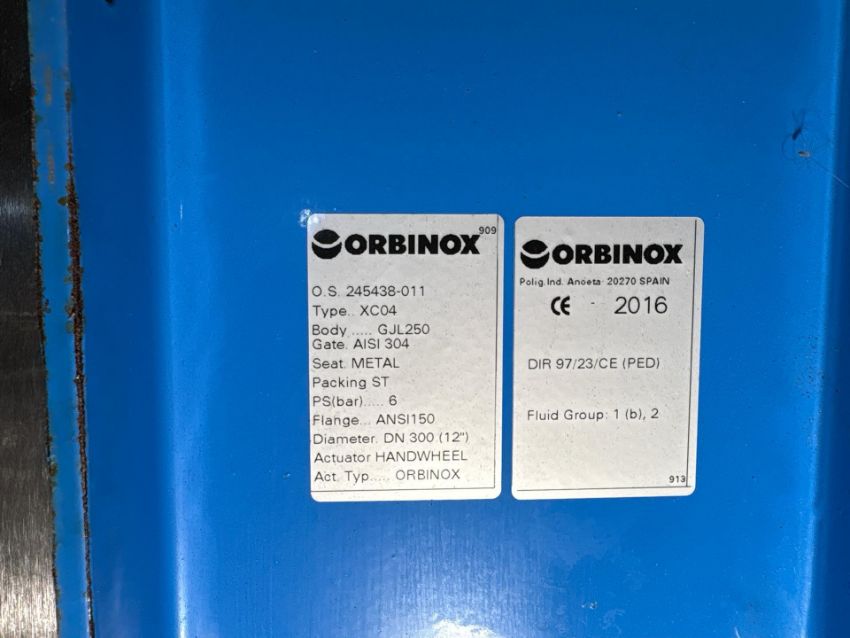 909
ORBINOX
O.S. 245438-011
Type.. XC04
Body ..... GJL250
Gate. AISI 304
Seat. METAL
Packing ST
PS(bar)..... 6
Flange... ANSI150
Diameter. DN 300 (12")
Actuator HANDWHEEL
Act. Typ..... ORBINOX
ORBINOX
Polig.Ind. Anoeta- 20270 SPAIN
CE - 2016
DIR 97/23/CE (PED)
Fluid Group: 1 (b), 2
913